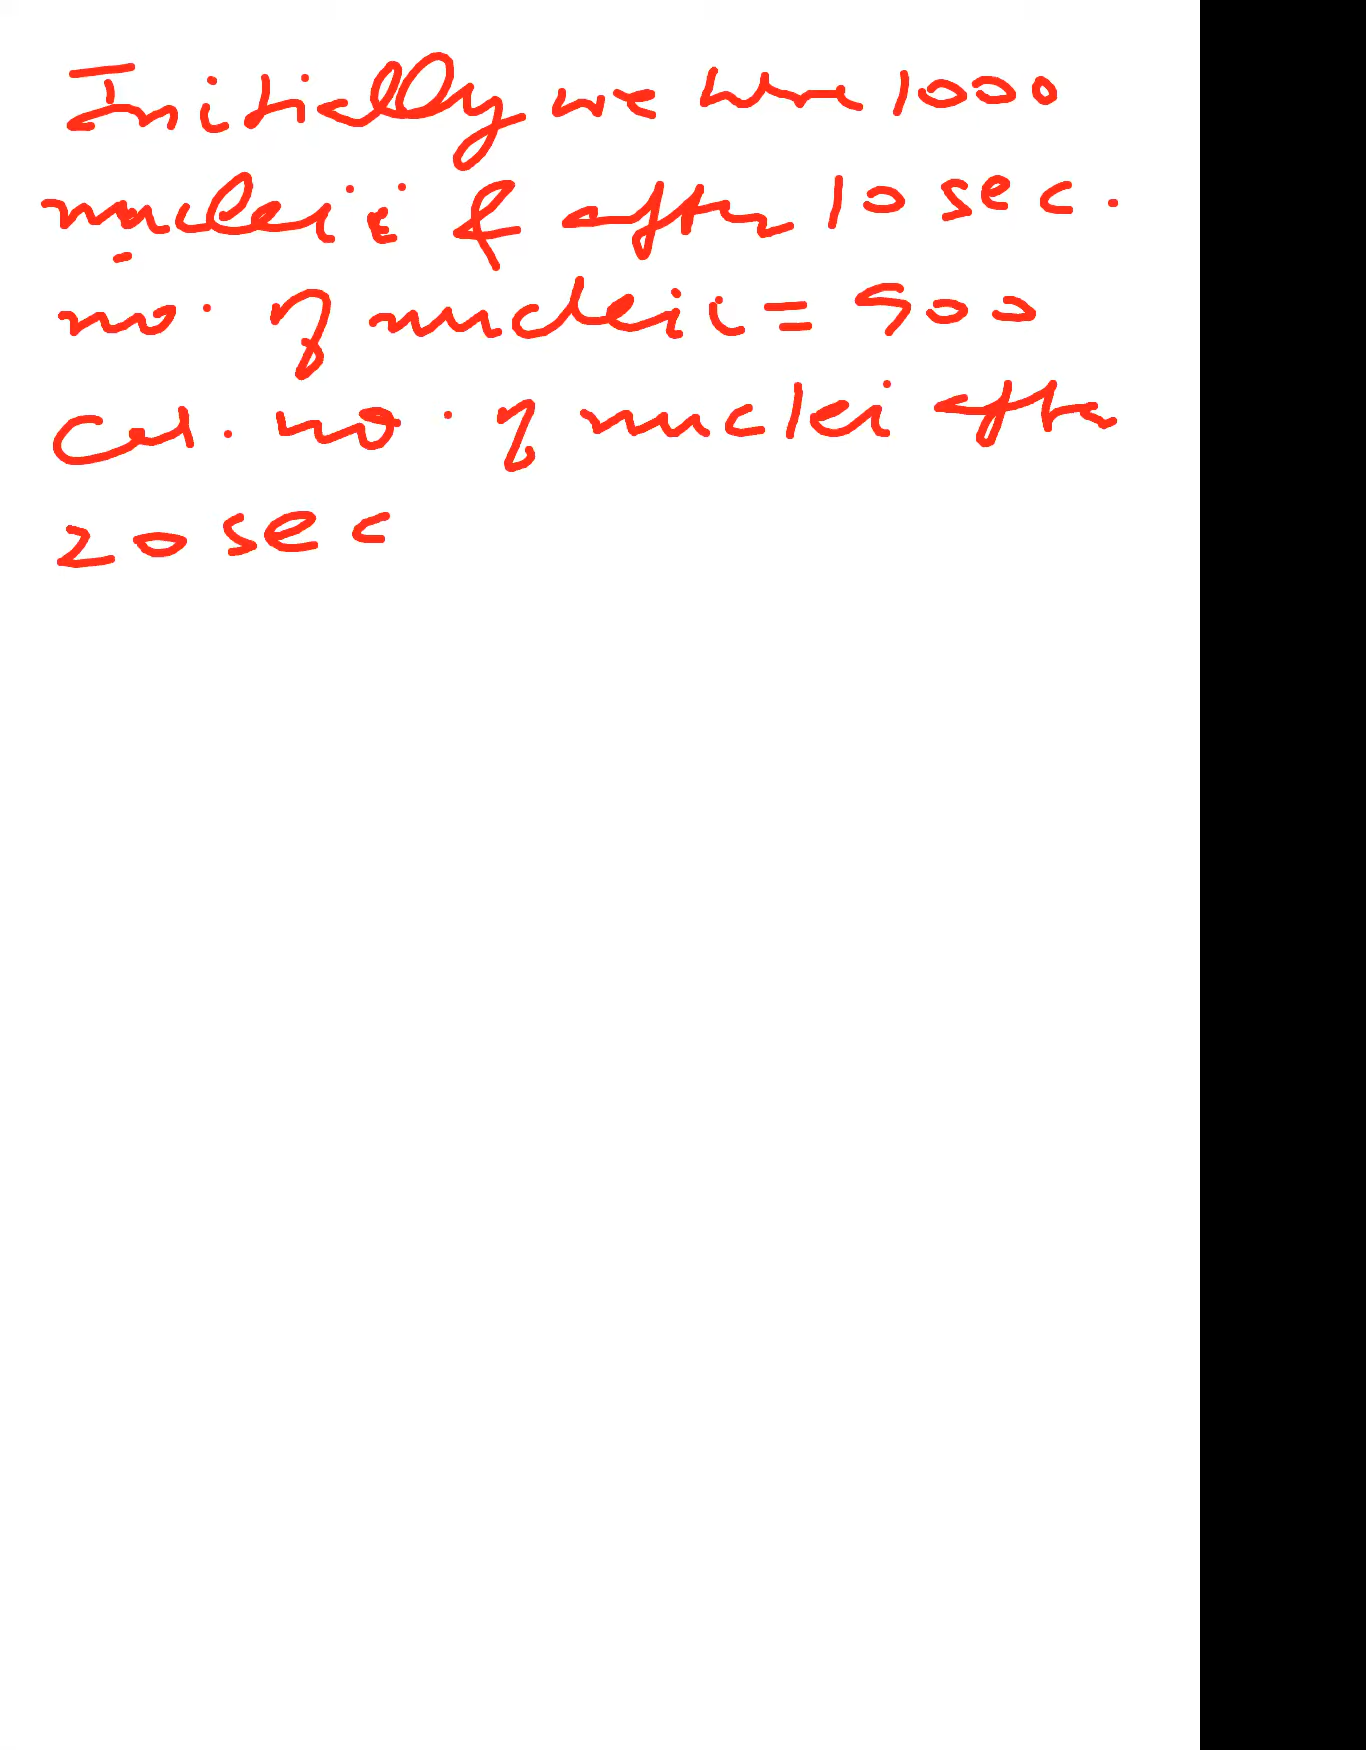 Initially we have 1000
nuclei & after 10 sec.
no. of nuclei = 900
Cal. no. of nuclei after
20 sec